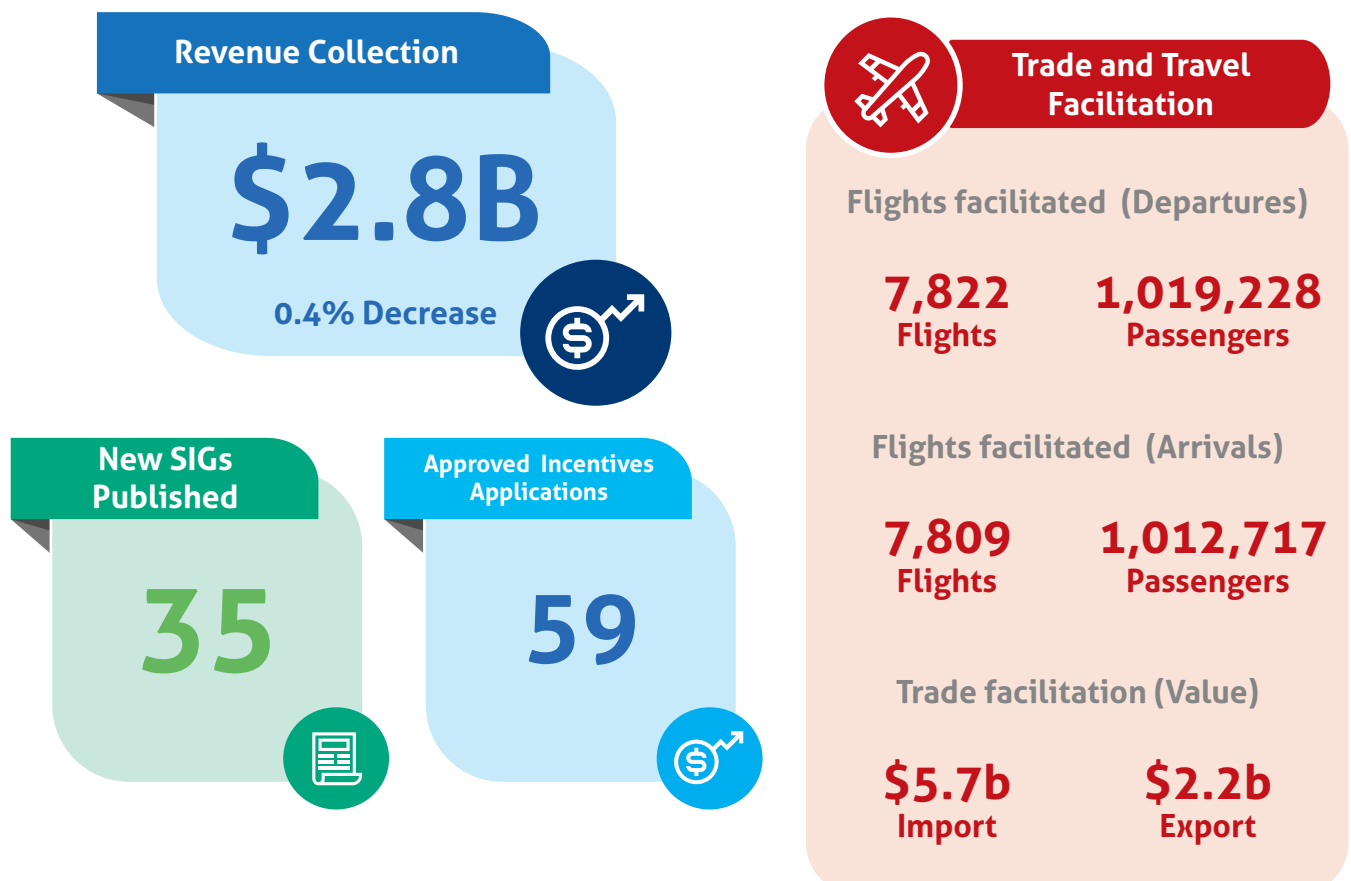 Revenue Collection
$2.8B
0.4% Decrease
New SIGs
Published
35
Approved Incentives
Applications
59
Trade and Travel
Facilitation
Flights facilitated (Departures)
7,822 1,019,228
Flights Passengers
Flights facilitated (Arrivals)
7,809 1,012,717
Flights Passengers
Trade facilitation (Value)
$5.7b $2.2b
Import Export